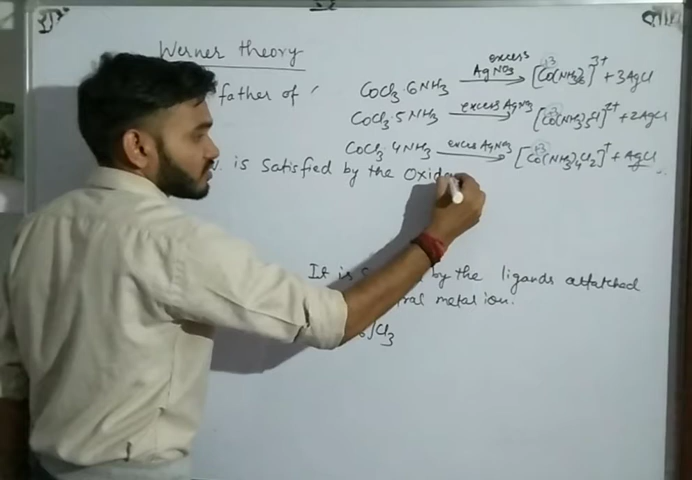 Werner theory
father of
CoCl3·6NH3 excess AgNO3 → [Co(NH3)6]3+ + 3AgCl
CoCl3·5NH3 excess AgNO3 → [Co(NH3)5Cl]2+ + 2AgCl
CoCl3·4NH3 excess AgNO3 → [Co(NH3)4Cl2]+ + AgCl
is satisfied by the Oxida
It is by the ligands attatched
metal ion.
]Cl3